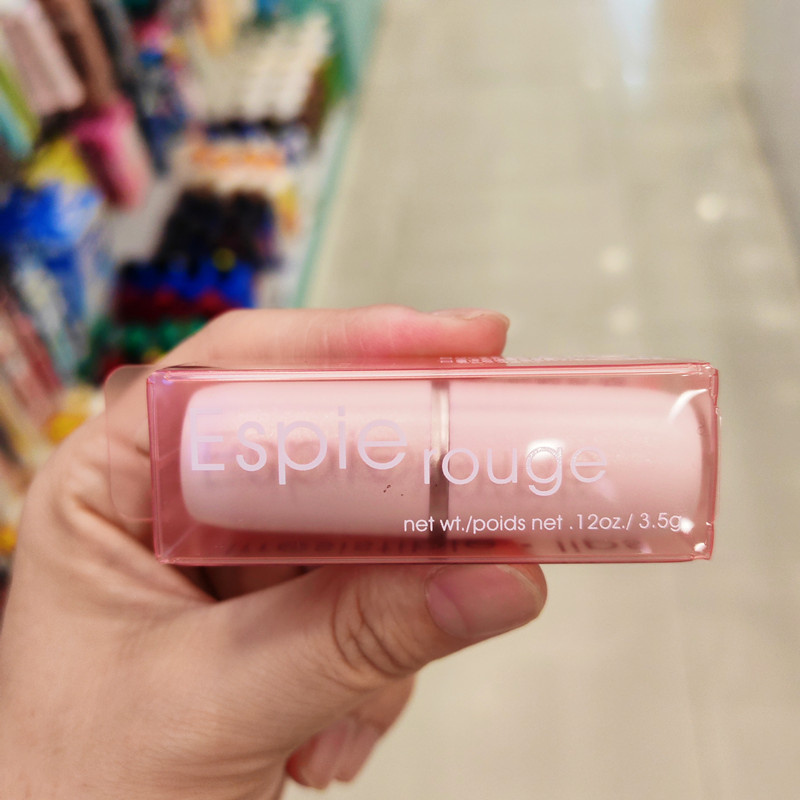 Espie rouge
net wt./poids net .12oz./ 3.5g